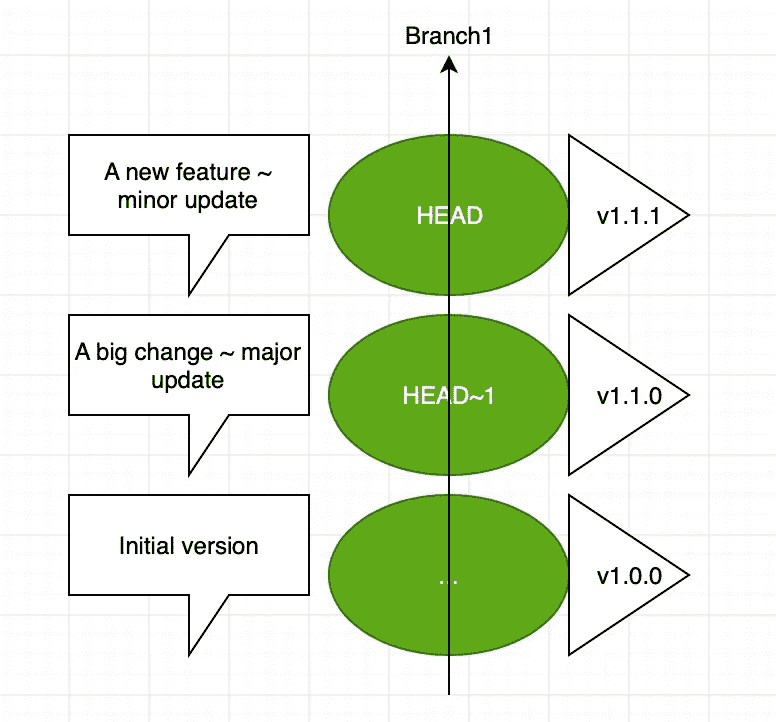 Branch1
A new feature ~
minor update
HEAD
v1.1.1
A big change ~ major
update
HEAD~1
v1.1.0
Initial version
...
v1.0.0